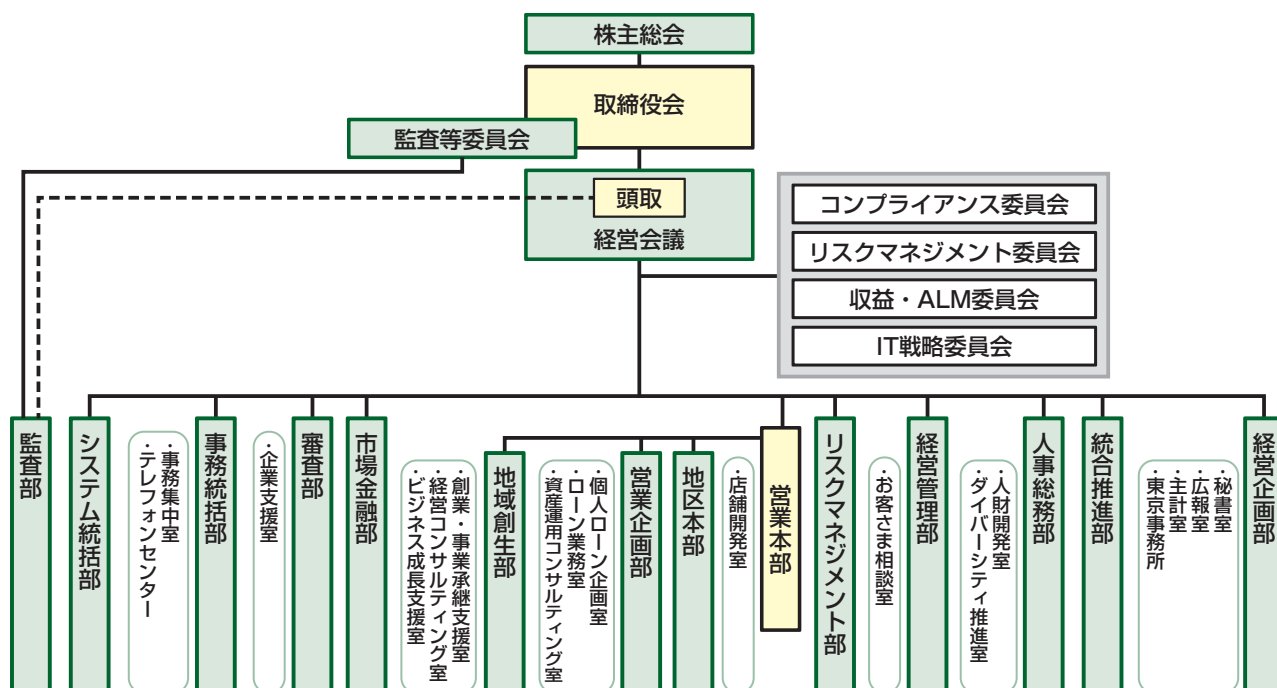 株主総会
取締役会
監査等委員会
頭取
経営会議
コンプライアンス委員会
リスクマネジメント委員会
収益・ALM委員会
IT戦略委員会
経営企画部
・秘書室
・広報室
・主計室
・東京事務所
統合推進部
人事総務部
・人財開発室
・ダイバーシティ推進室
経営管理部
・お客さま相談室
リスクマネジメント部
営業本部
・店舗開発室
地区本部
営業企画部
・個人ローン企画室
・ローン業務室
・資産運用コンサルティング室
地域創生部
・創業・事業承継支援室
・経営コンサルティング室
・ビジネス成長支援室
市場金融部
審査部
・企業支援室
事務統括部
・事務集中室
・テレフォンセンター
システム統括部
監査部